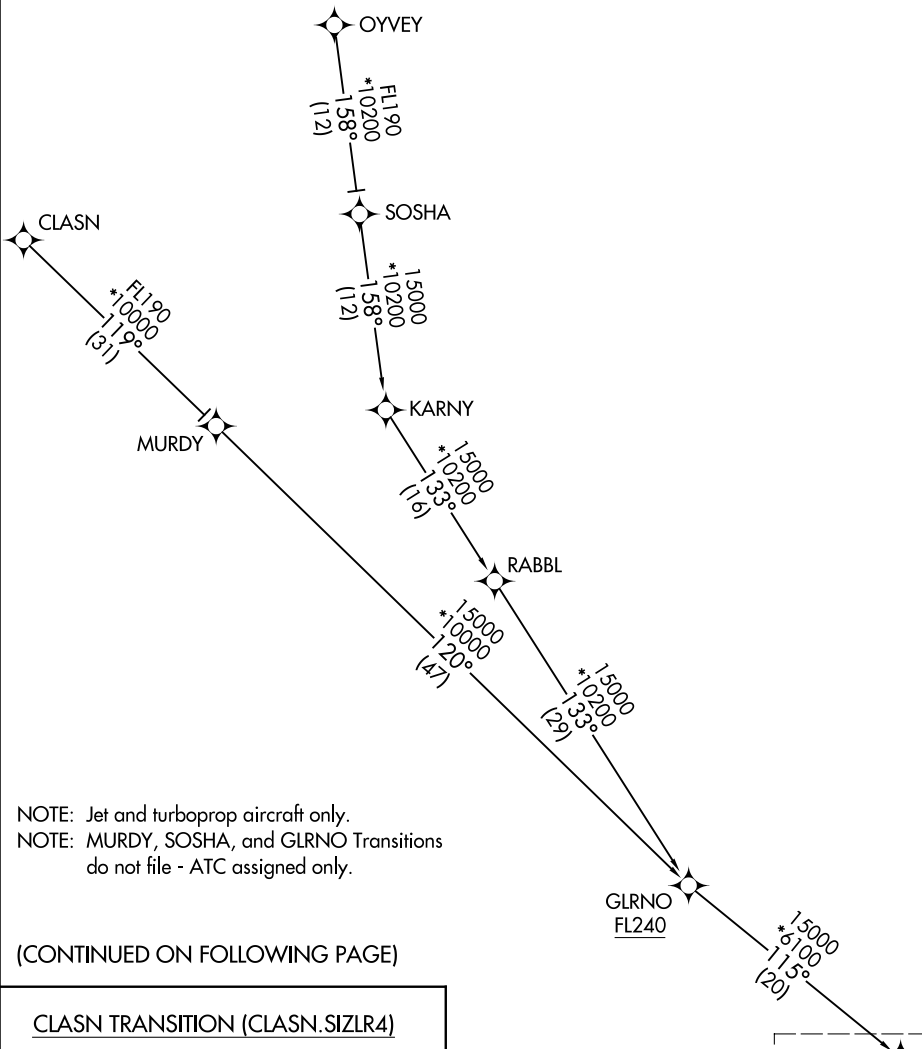 OYVEY
FL190
*10200
158°
(12)
SOSHA
CLASN
15000
*10200
158°
(12)
FL190
*10000
119°
(31)
KARNY
MURDY
15000
*10200
133°
(16)
RABBL
15000
*10000
120°
(47)
15000
*10200
133°
(29)
NOTE: Jet and turboprop aircraft only.
NOTE: MURDY, SOSHA, and GLRNO Transitions
do not file - ATC assigned only.
GLRNO
FL240
15000
*6100
115°
(20)
(CONTINUED ON FOLLOWING PAGE)
CLASN TRANSITION (CLASN.SIZLR4)